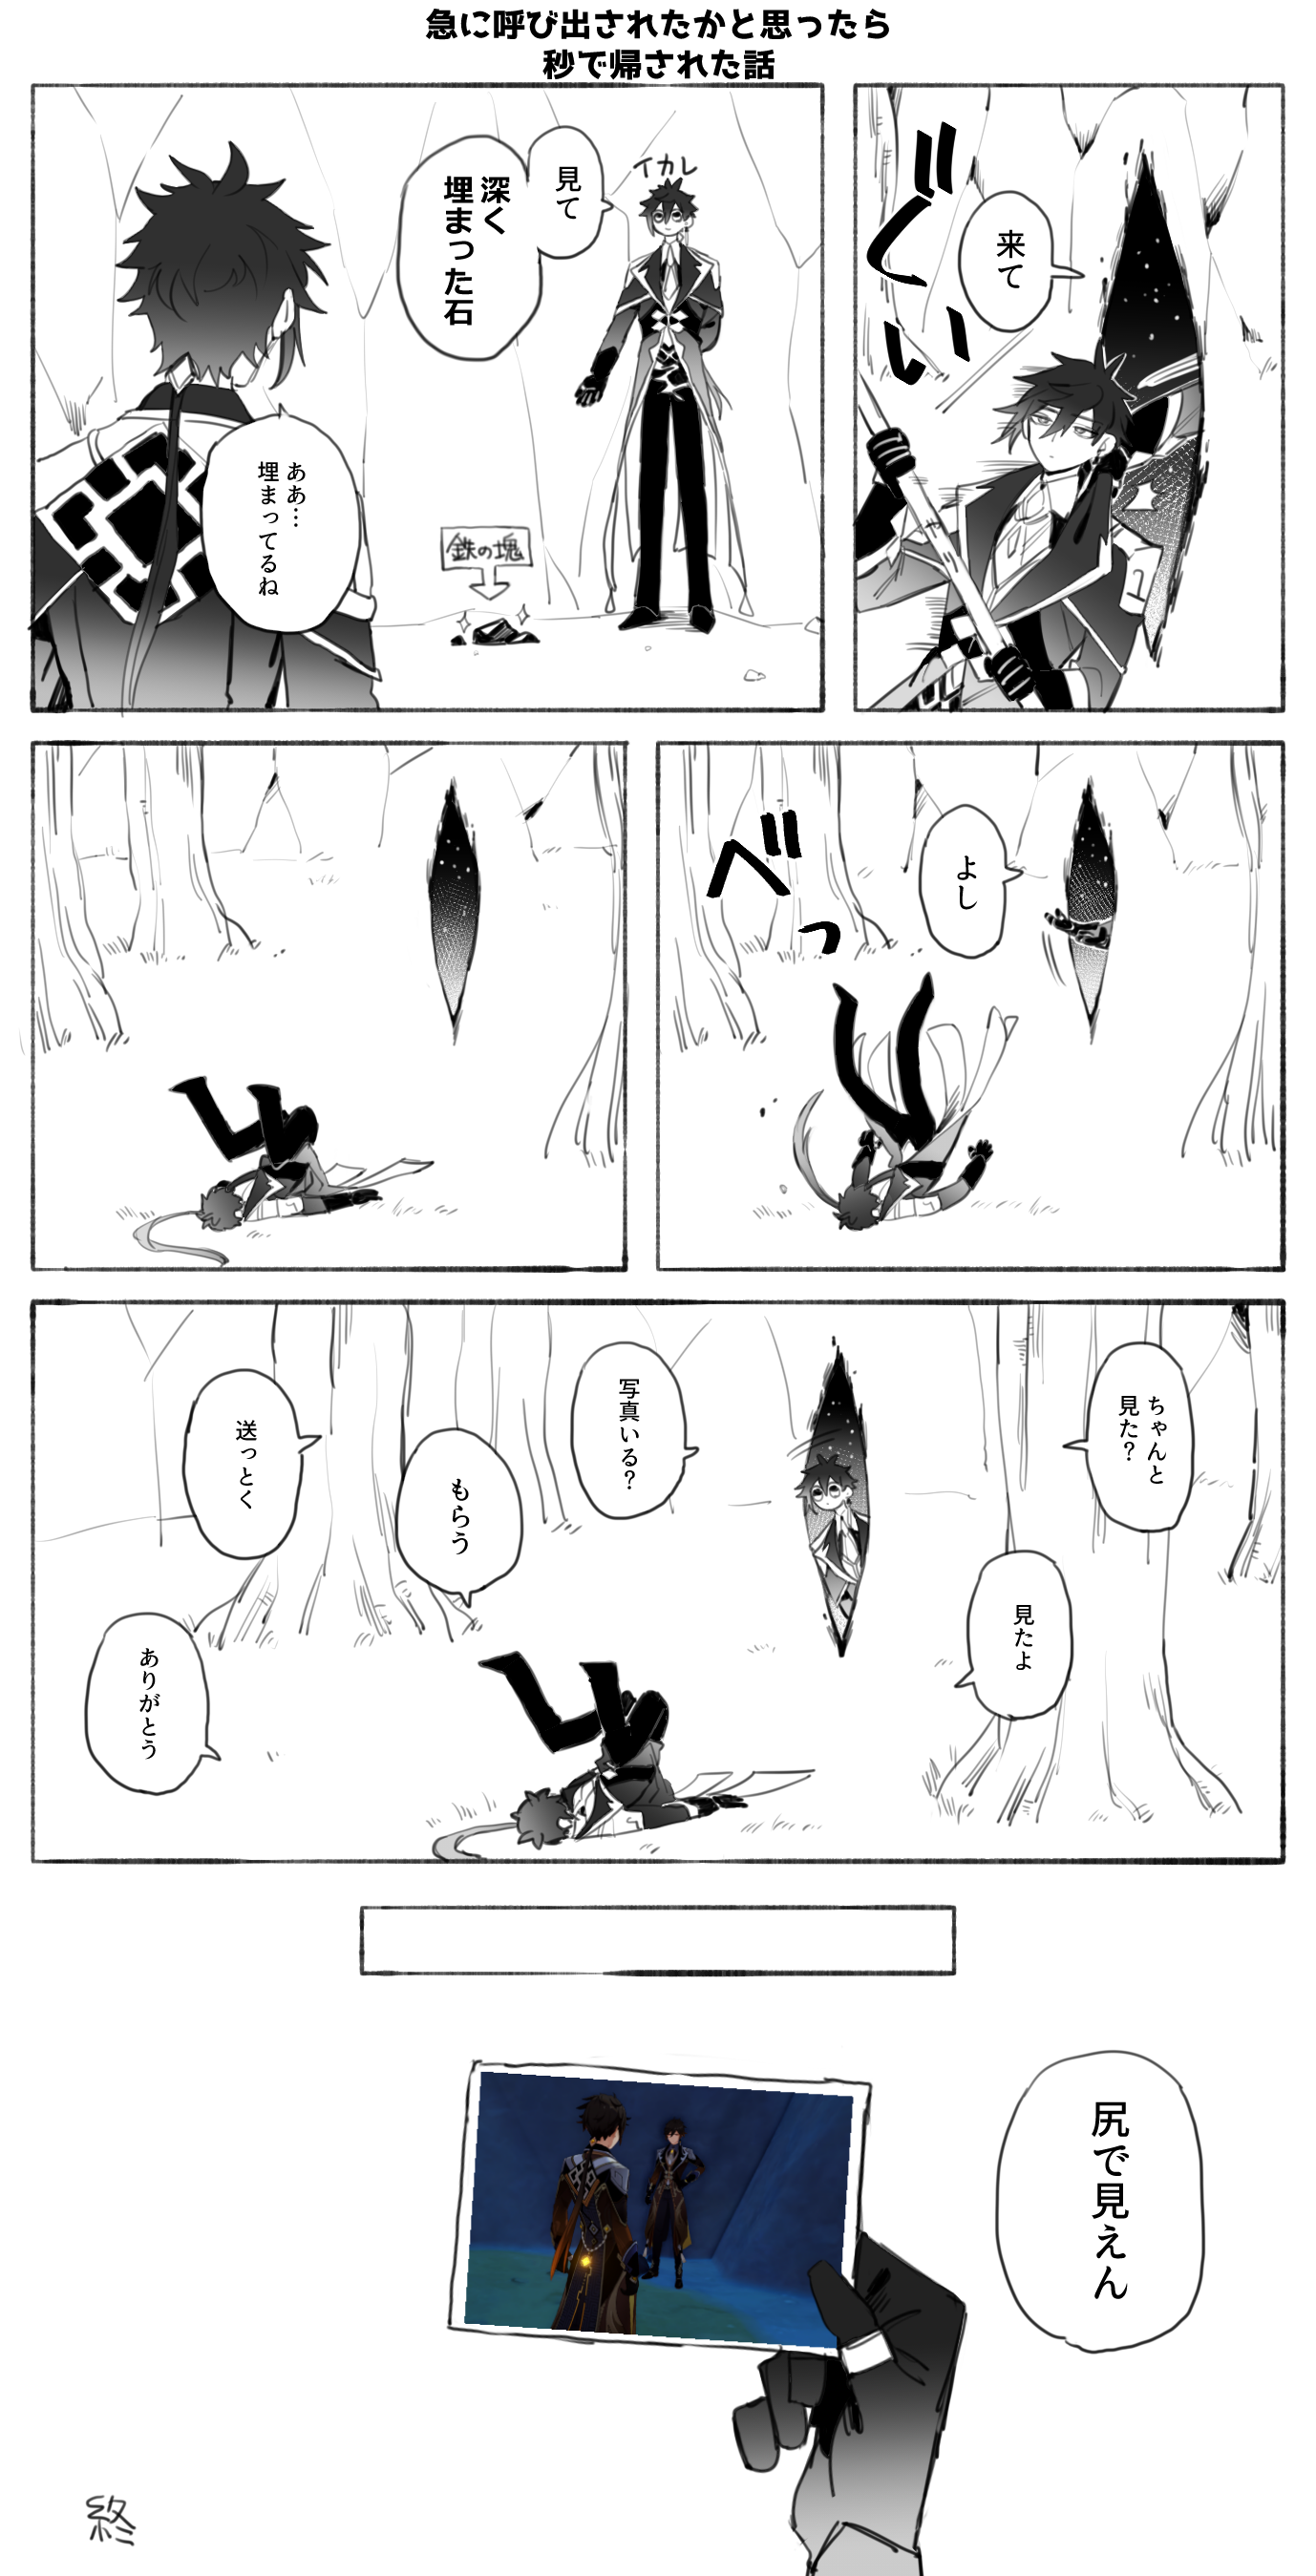 急に呼び出されたかと思ったら
秒で帰された話
来て
ぐい
イカレ
見て
深く
埋まった石
鉄の塊
ああ…
埋まってるね
よし
べっ
ちゃんと
見た?
見たよ
写真いる?
もらう
送っとく
ありがとう
尻で見えん
終